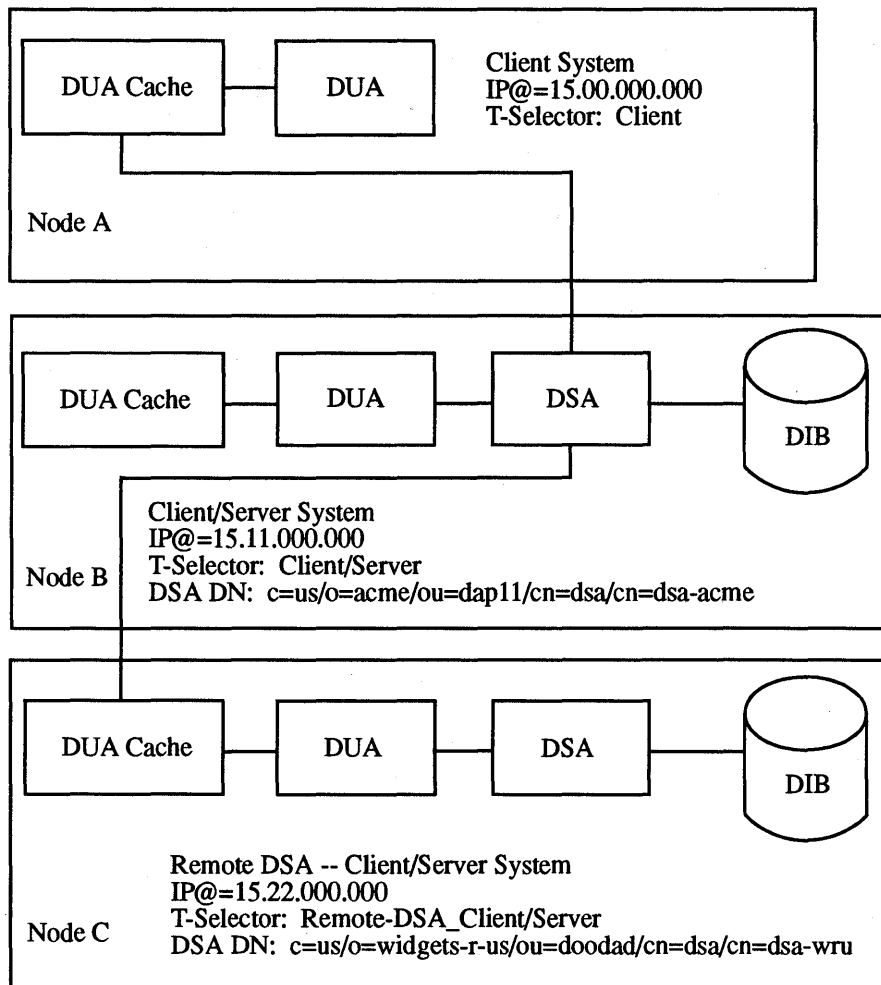 DUA Cache
DUA
Client System
IP@=15.00.000.000
T-Selector: Client
Node A
DUA Cache
DUA
DSA
DIB
Client/Server System
IP@=15.11.000.000
T-Selector: Client/Server
Node B
DSA DN: c=us/o=acme/ou=dap11/cn=dsa/cn=dsa-acme
DUA Cache
DUA
DSA
DIB
Remote DSA -- Client/Server System
IP@=15.22.000.000
T-Selector: Remote-DSA_Client/Server
Node C
DSA DN: c=us/o=widgets-r-us/ou=doodad/cn=dsa/cn=dsa-wru